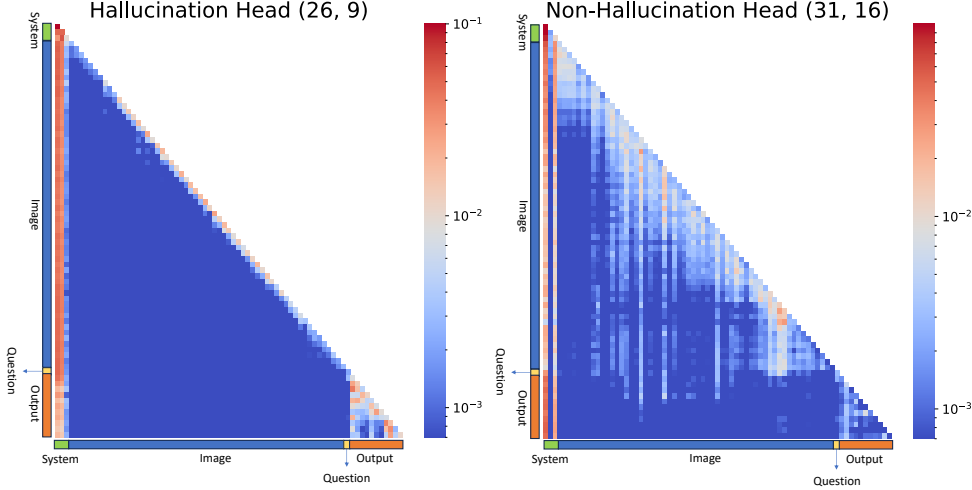 Hallucination Head (26, 9)
System
Image
Question
Output
System
Image
Output
Question
10⁻¹
10⁻²
10⁻³
Non-Hallucination Head (31, 16)
System
Image
Question
Output
System
Image
Output
Question
10⁻²
10⁻³